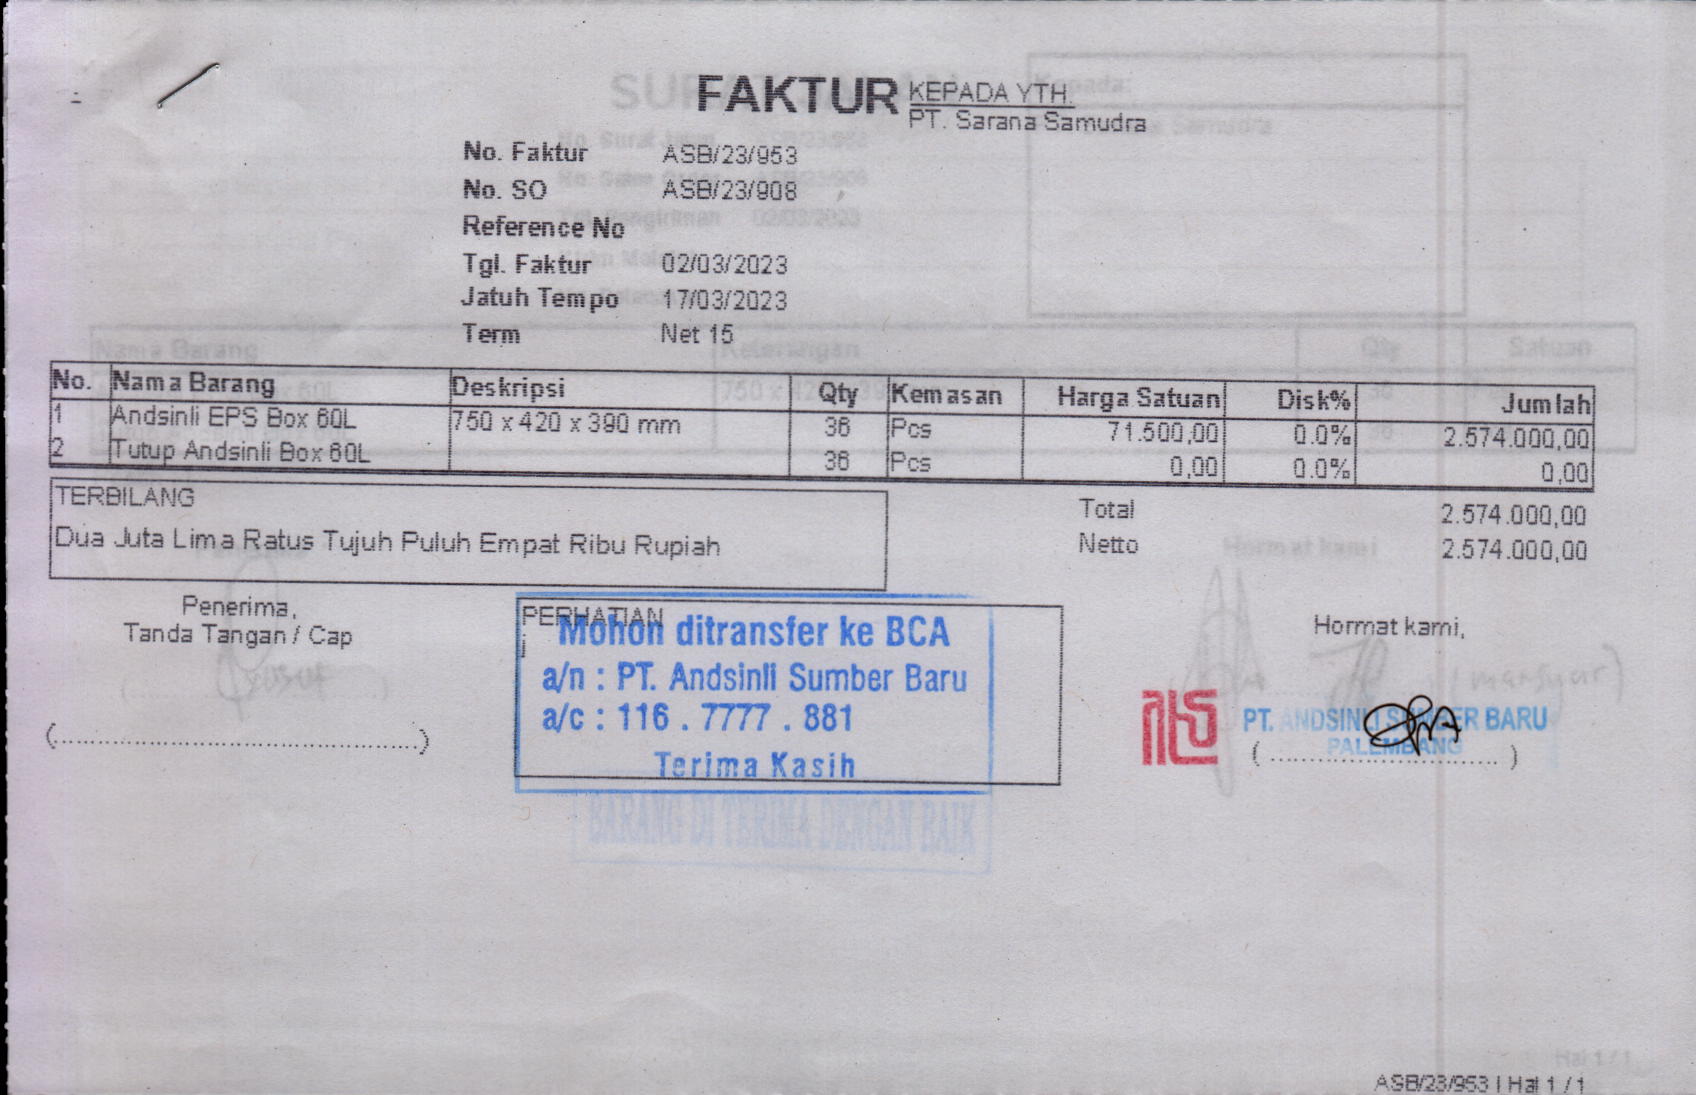 FAKTUR
KEPADA YTH.
PT. Sarana Samudra
No. Faktur ASB/23/953
No. SO ASB/23/908
Reference No
Tgl. Faktur 02/03/2023
Jatuh Tempo 17/03/2023
Term Net 15
No. Nama Barang Deskripsi Qty Kemasan Harga Satuan Disk% Jumlah
1 Andsinli EPS Box 60L 750 x 420 x 390 mm 36 Pcs 71.500,00 0.0% 2.574.000,00
2 Tutup Andsinli Box 60L 36 Pcs 0,00 0.0% 0,00
TERBILANG
Dua Juta Lima Ratus Tujuh Puluh Empat Ribu Rupiah
Total 2.574.000,00
Netto 2.574.000,00
Penerima,
Tanda Tangan / Cap
(.................................................)
PERHATIAN
Mohon ditransfer ke BCA
a/n : PT. Andsinli Sumber Baru
a/c : 116 . 7777 . 881
Terima Kasih
BARANG DI TERIMA DENGAN BAIK
Hormat kami,
PT. ANDSINLI SUMBER BARU
PALEMBANG
( ............................... )
ASB/23/953 | Hal 1 / 1